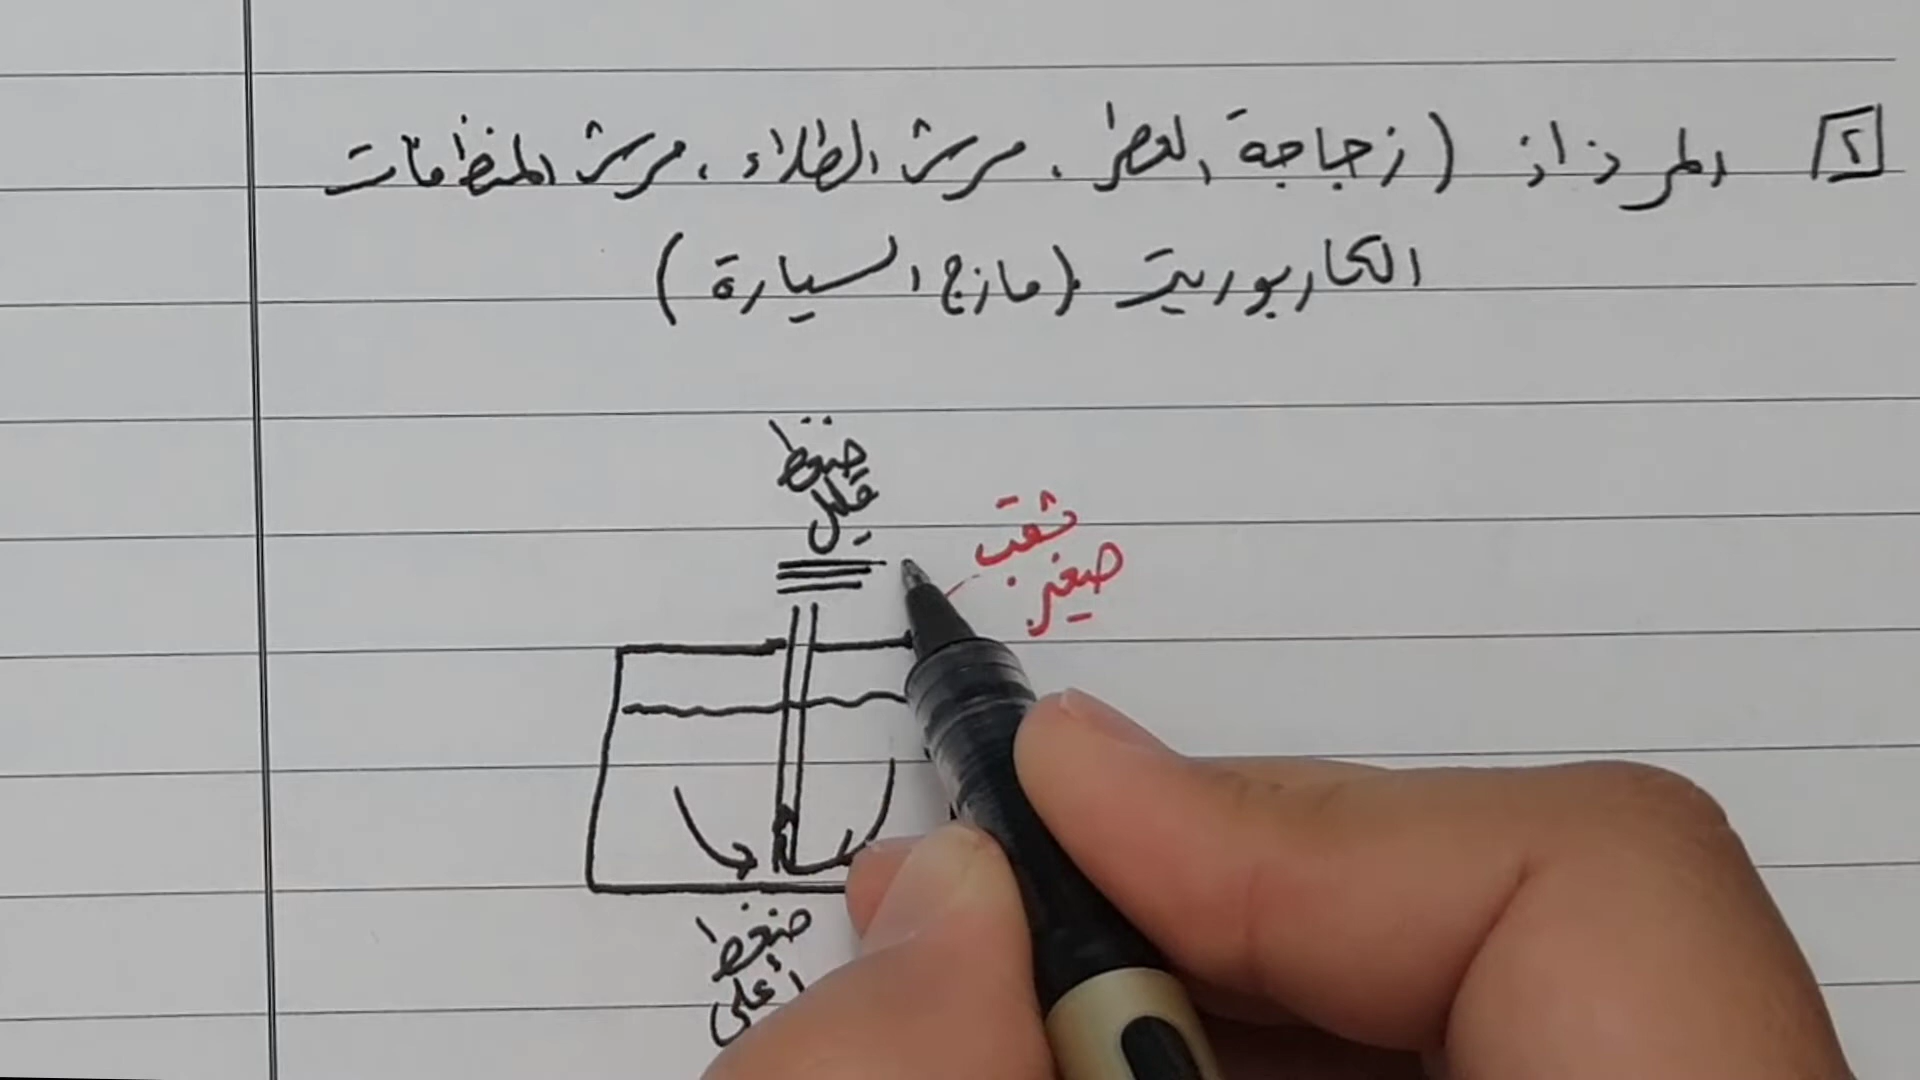 ٢ المرذاذ (زجاجة العطر، مرش الطلاء، مرش المنظفات
الكاربوريتر (مازج السيارة)
ضغط
قليل
ثقب
صغير
ضغط
أعلى